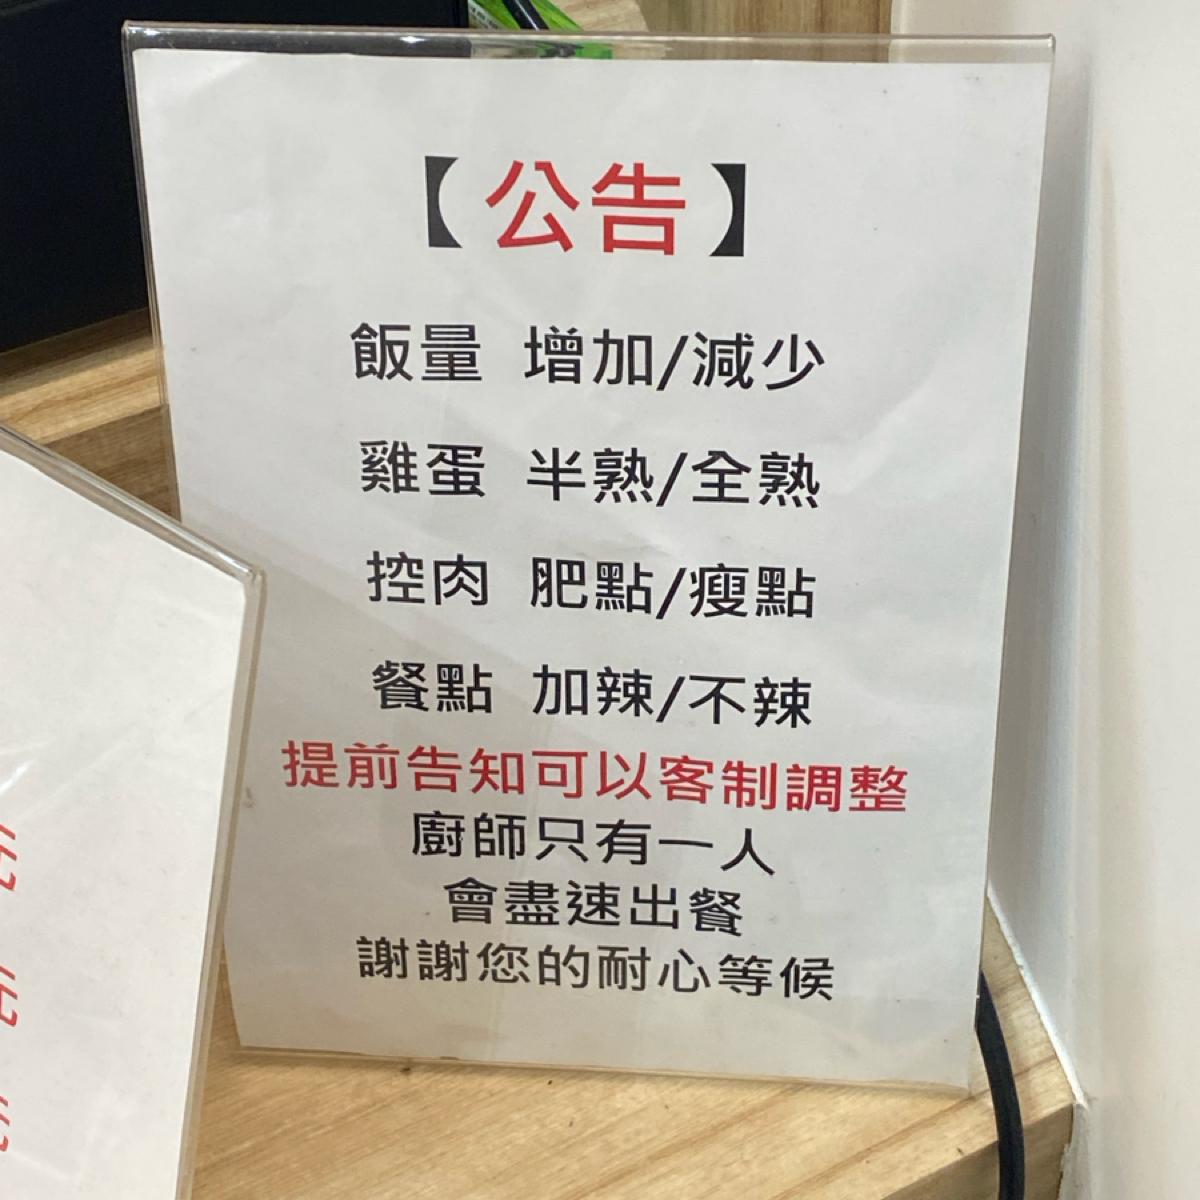 【公告】
飯量 增加/減少
雞蛋 半熟/全熟
控肉 肥點/瘦點
餐點 加辣/不辣
提前告知可以客制調整
廚師只有一人
會盡速出餐
謝謝您的耐心等候